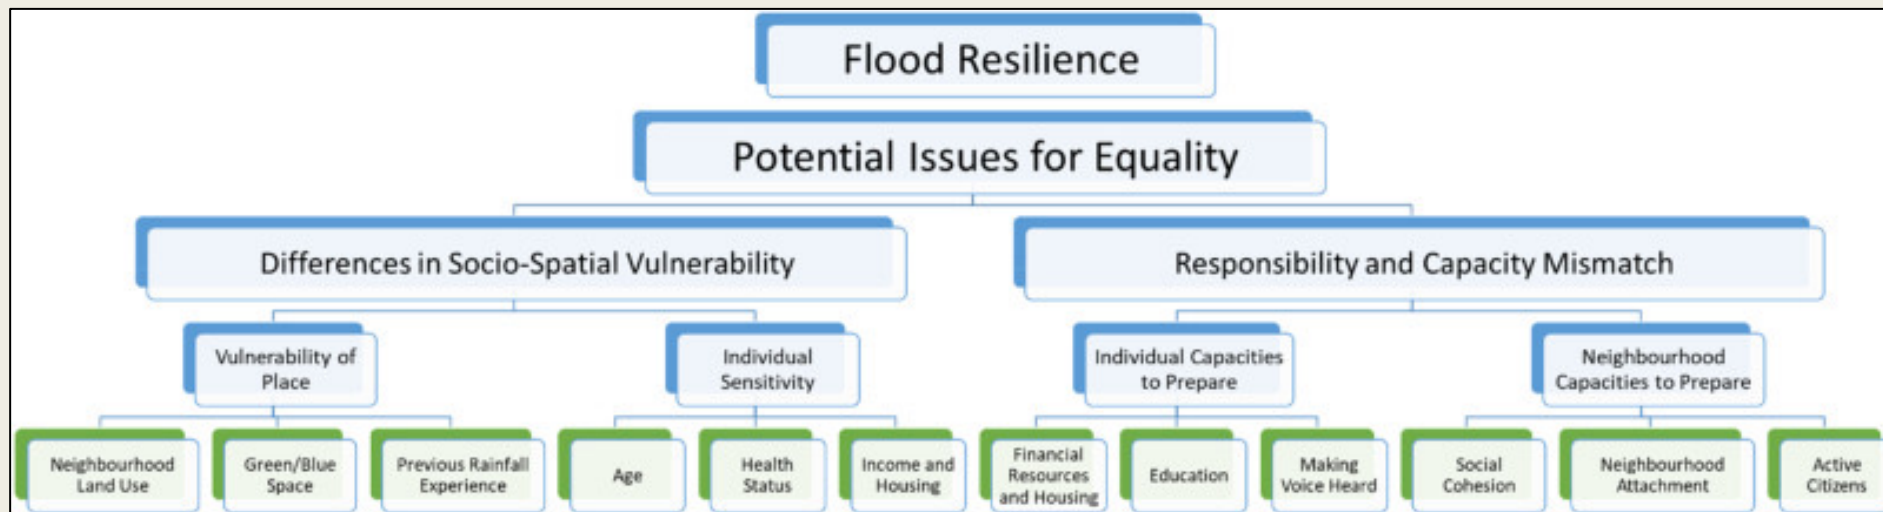 Flood Resilience
Potential Issues for Equality
Differences in Socio-Spatial Vulnerability
Responsibility and Capacity Mismatch
Vulnerability of
Place
Individual
Sensitivity
Individual Capacities
to Prepare
Neighbourhood
Capacities to Prepare
Neighbourhood
Land Use
Green/Blue
Space
Previous Rainfall
Experience
Age
Health
Status
Income and
Housing
Financial
Resources
and Housing
Education
Making
Voice Heard
Social
Cohesion
Neighbourhood
Attachment
Active
Citizens